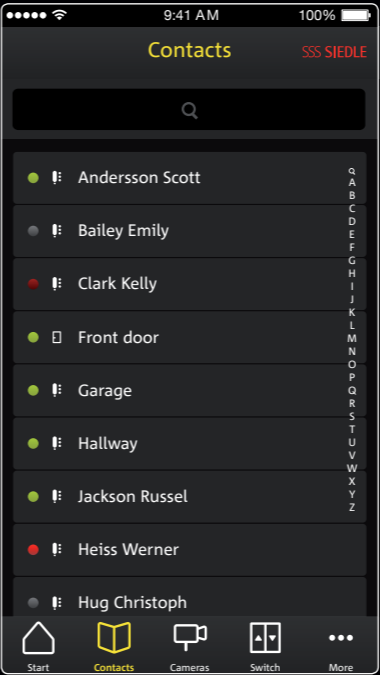 9:41 AM
100%
Contacts
SSS SIEDLE
Andersson Scott
Bailey Emily
Clark Kelly
Front door
Garage
Hallway
Jackson Russel
Heiss Werner
Hug Christoph
A
B
C
D
E
F
G
H
I
J
K
L
M
N
O
P
Q
R
S
T
U
V
W
X
Y
Z
Start
Contacts
Cameras
Switch
More